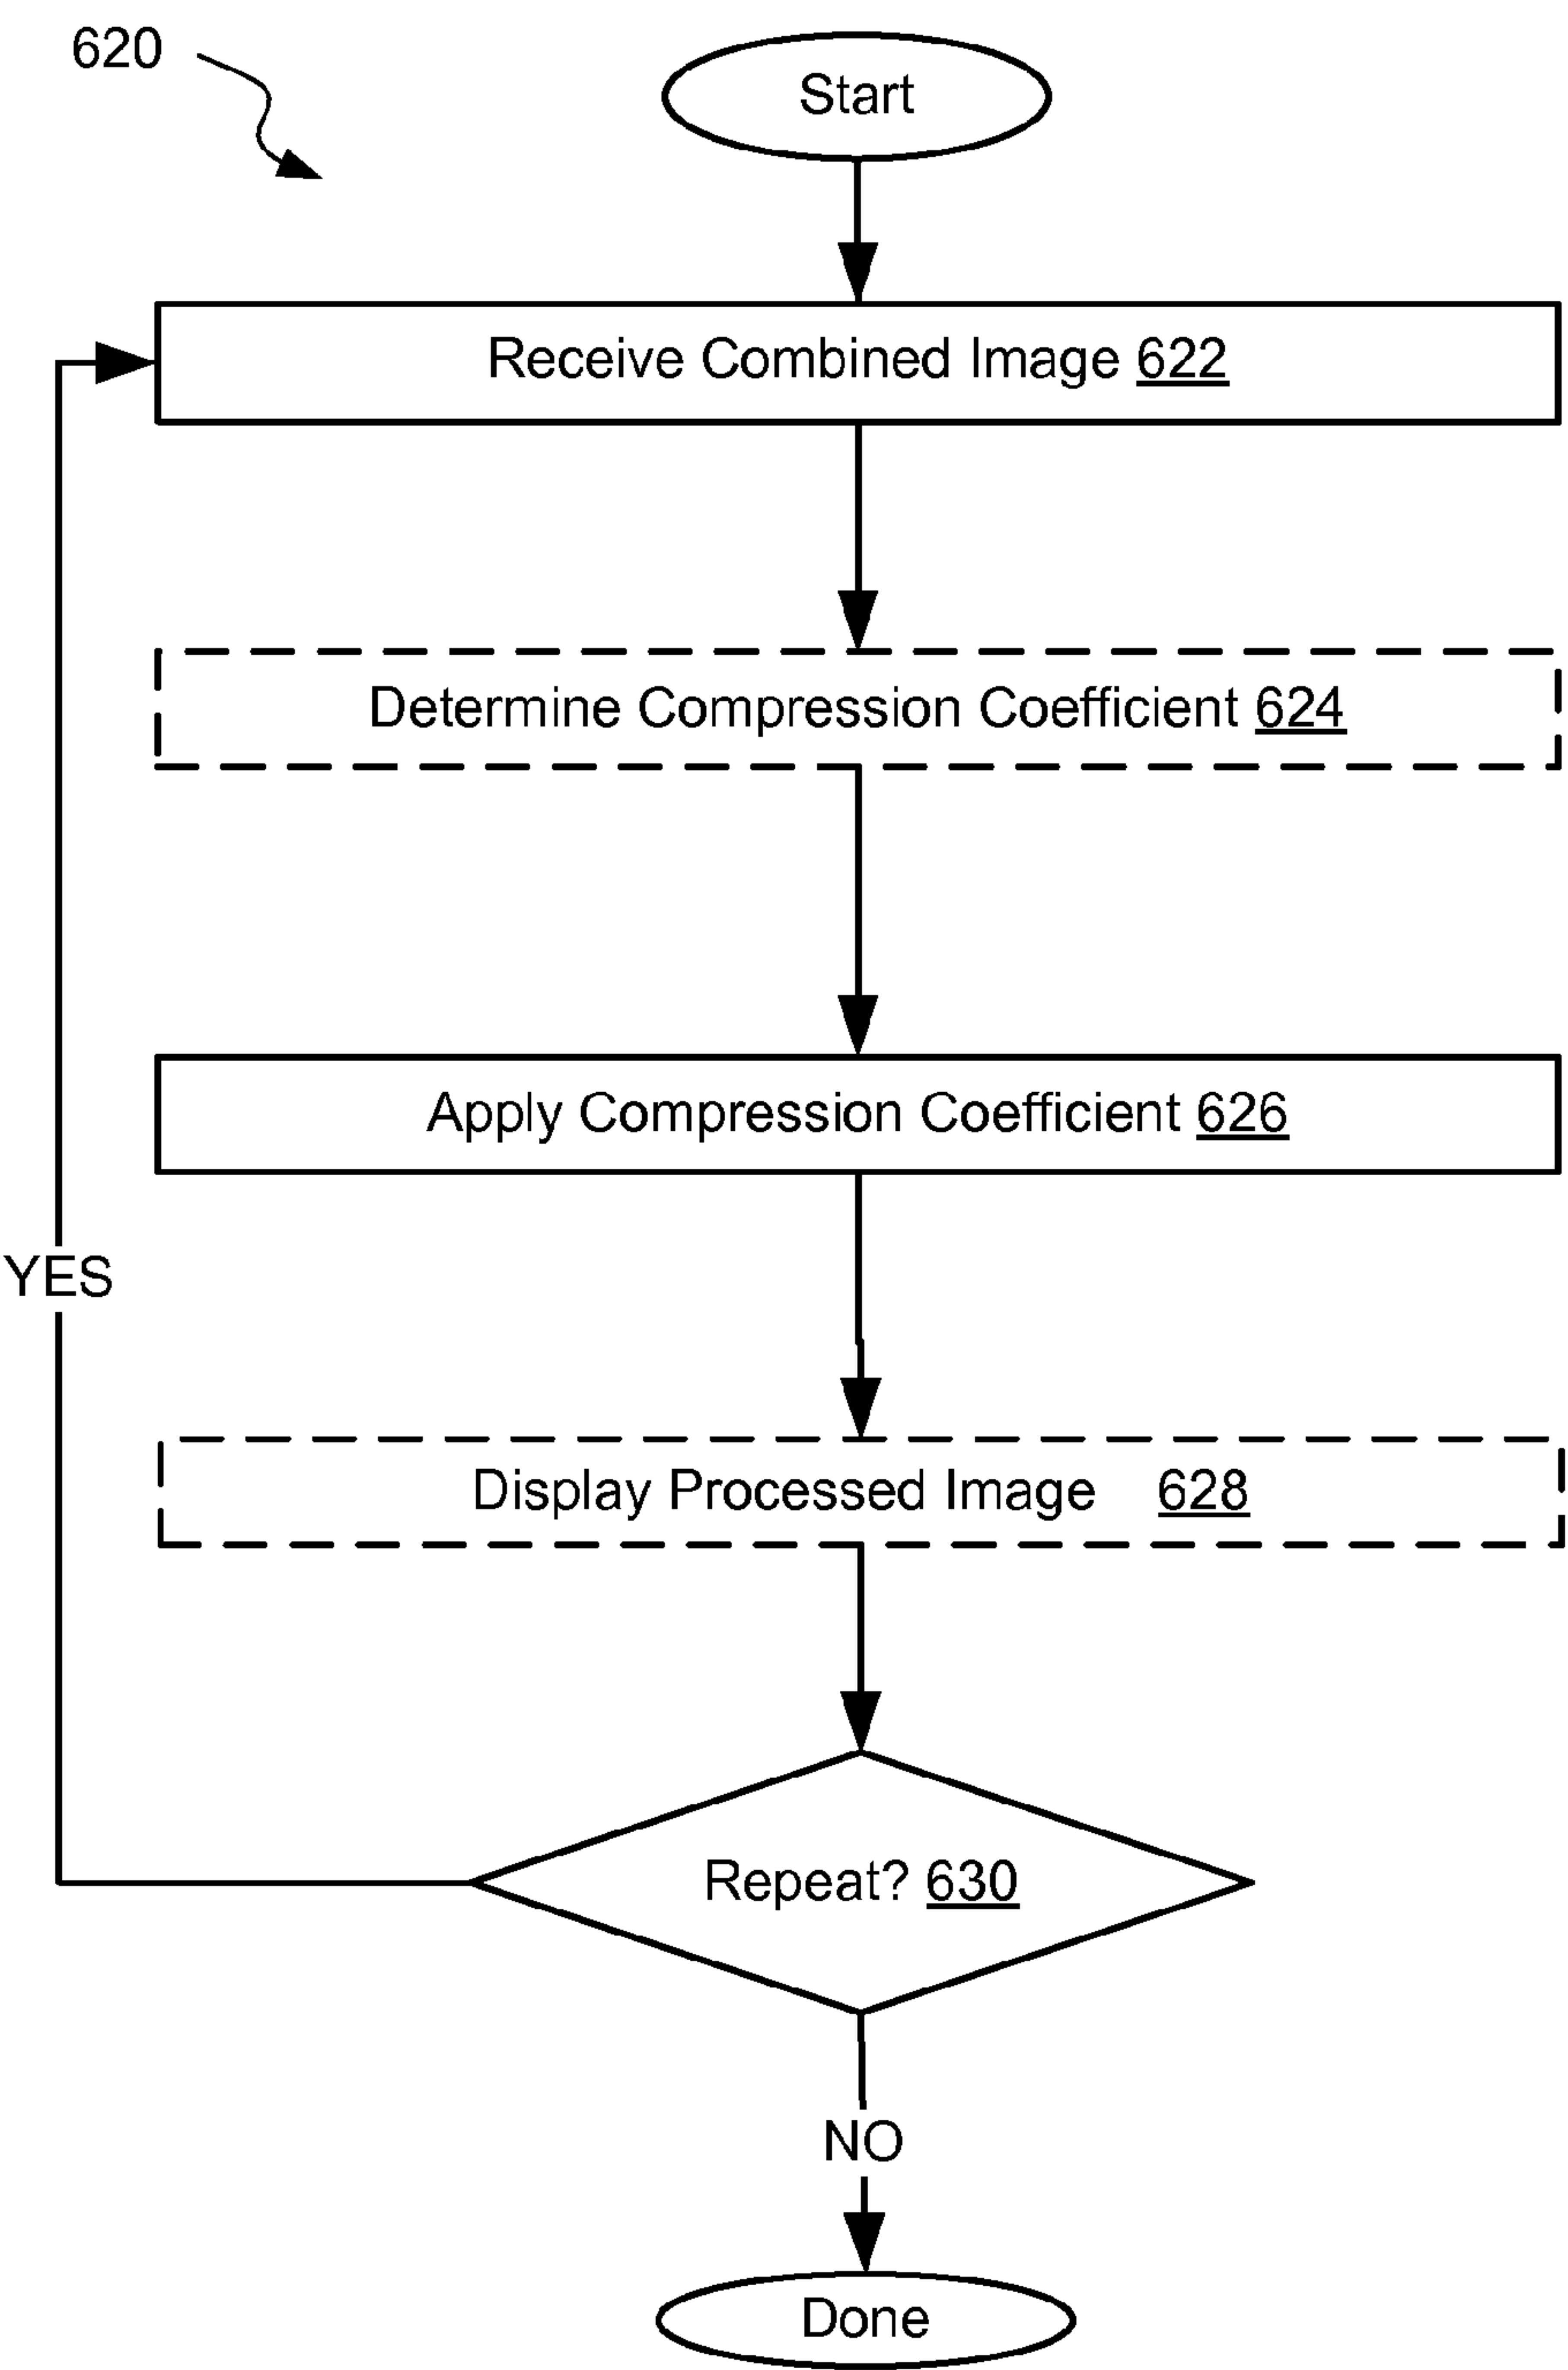 620
Start
Receive Combined Image 622
Determine Compression Coefficient 624
Apply Compression Coefficient 626
YES
Display Processed Image 628
Repeat? 630
NO
Done